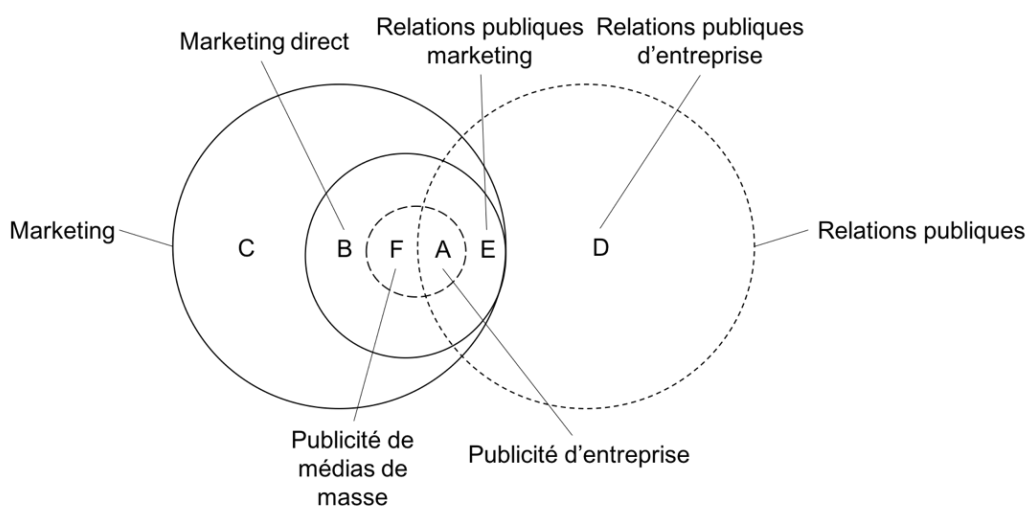 Marketing direct
Relations publiques
marketing
Relations publiques
d’entreprise
Marketing
C
B
F
A
E
D
Relations publiques
Publicité de
médias de
masse
Publicité d’entreprise